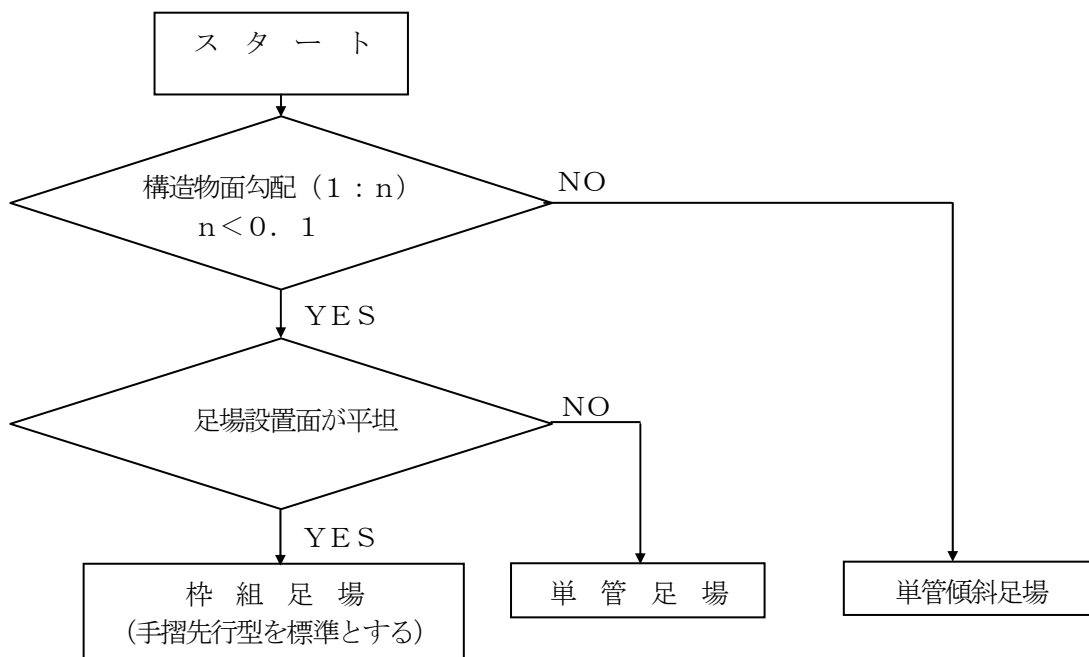 スタート
構造物面勾配（１：ｎ）
ｎ＜０．１
ＮＯ
ＹＥＳ
足場設置面が平坦
ＮＯ
ＹＥＳ
枠組足場
（手摺先行型を標準とする）
単管足場
単管傾斜足場